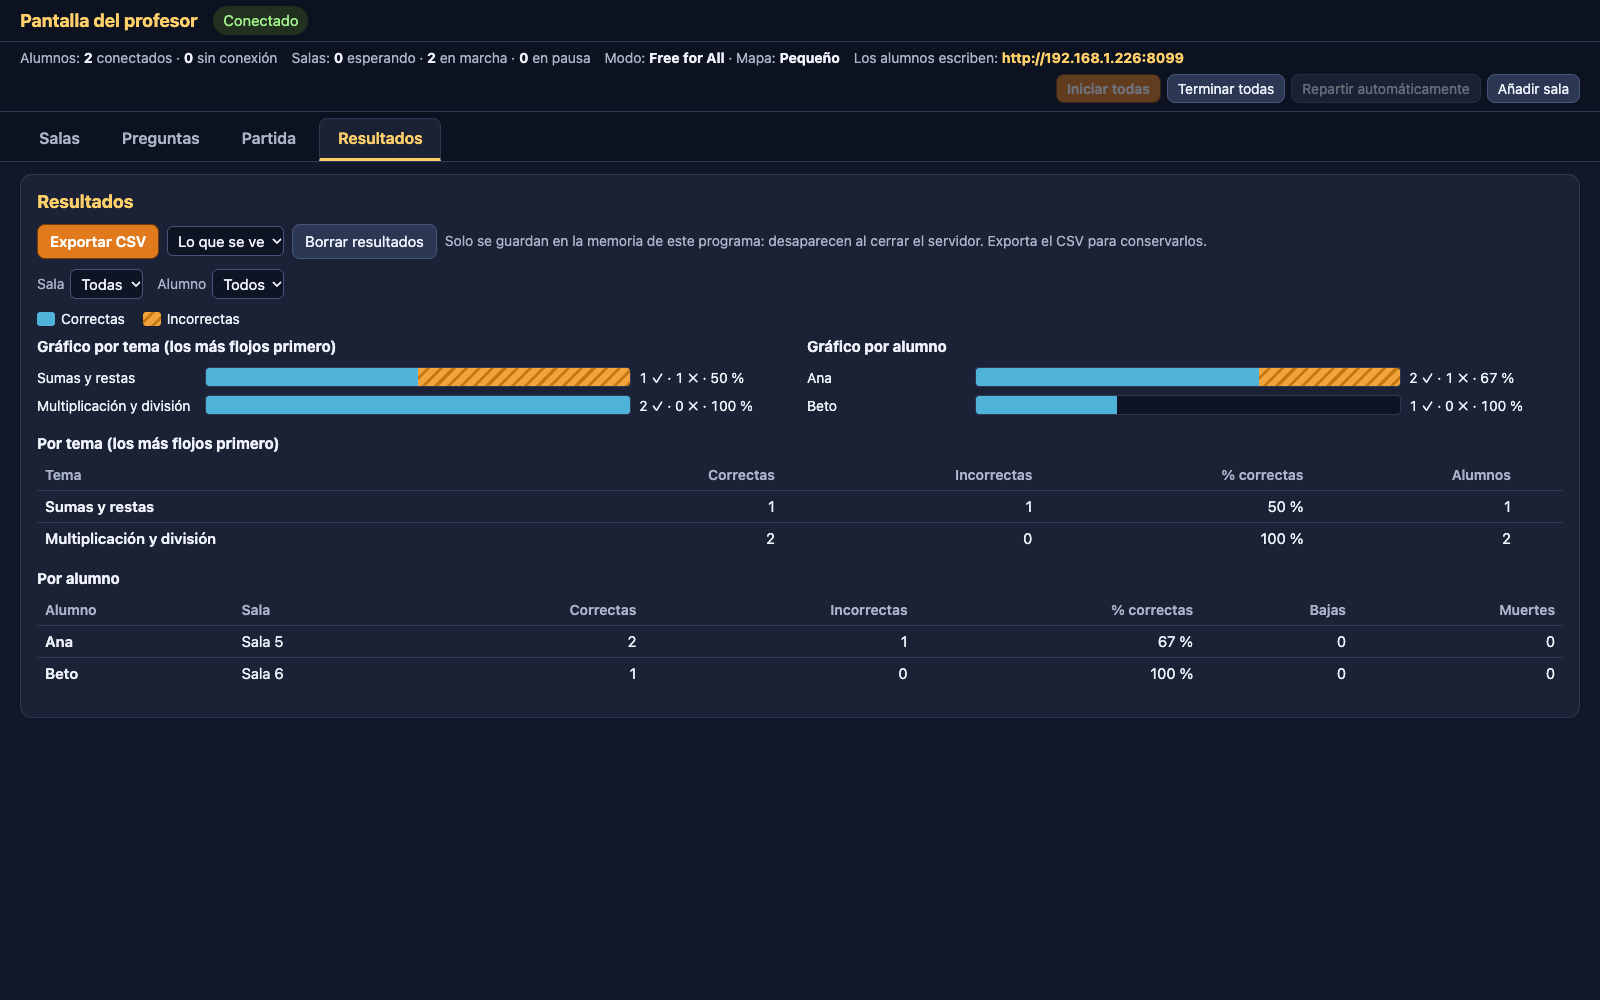 Pantalla del profesor Conectado
Alumnos: 2 conectados · 0 sin conexión Salas: 0 esperando · 2 en marcha · 0 en pausa Modo: Free for All · Mapa: Pequeño Los alumnos escriben: http://192.168.1.226:8099
Iniciar todas Terminar todas Repartir automáticamente Añadir sala
Salas Preguntas Partida Resultados
Resultados
Exportar CSV Lo que se ve Borrar resultados Solo se guardan en la memoria de este programa: desaparecen al cerrar el servidor. Exporta el CSV para conservarlos.
Sala Todas Alumno Todos
Correctas Incorrectas
Gráfico por tema (los más flojos primero)
Sumas y restas 1 ✓ · 1 ✕ · 50 %
Multiplicación y división 2 ✓ · 0 ✕ · 100 %
Gráfico por alumno
Ana 2 ✓ · 1 ✕ · 67 %
Beto 1 ✓ · 0 ✕ · 100 %
Por tema (los más flojos primero)
Tema Correctas Incorrectas % correctas Alumnos
Sumas y restas 1 1 50 % 1
Multiplicación y división 2 0 100 % 2
Por alumno
Alumno Sala Correctas Incorrectas % correctas Bajas Muertes
Ana Sala 5 2 1 67 % 0 0
Beto Sala 6 1 0 100 % 0 0